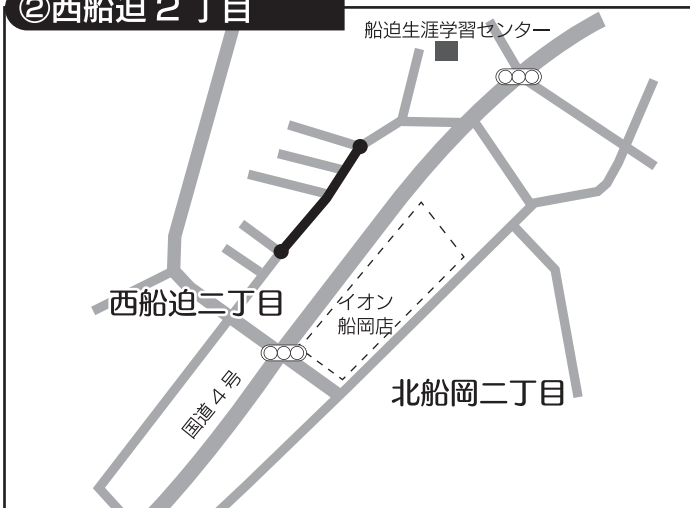 ②西船迫２丁目
船迫生涯学習センター
西船迫二丁目
イオン
船岡店
北船岡二丁目
国道４号